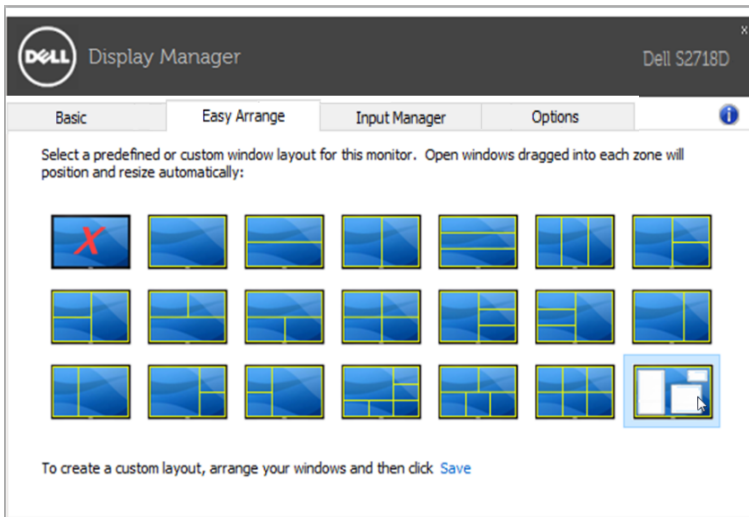 DELL Display Manager Dell S2718D
Basic Easy Arrange Input Manager Options
Select a predefined or custom window layout for this monitor. Open windows dragged into each zone will
position and resize automatically:
To create a custom layout, arrange your windows and then click Save